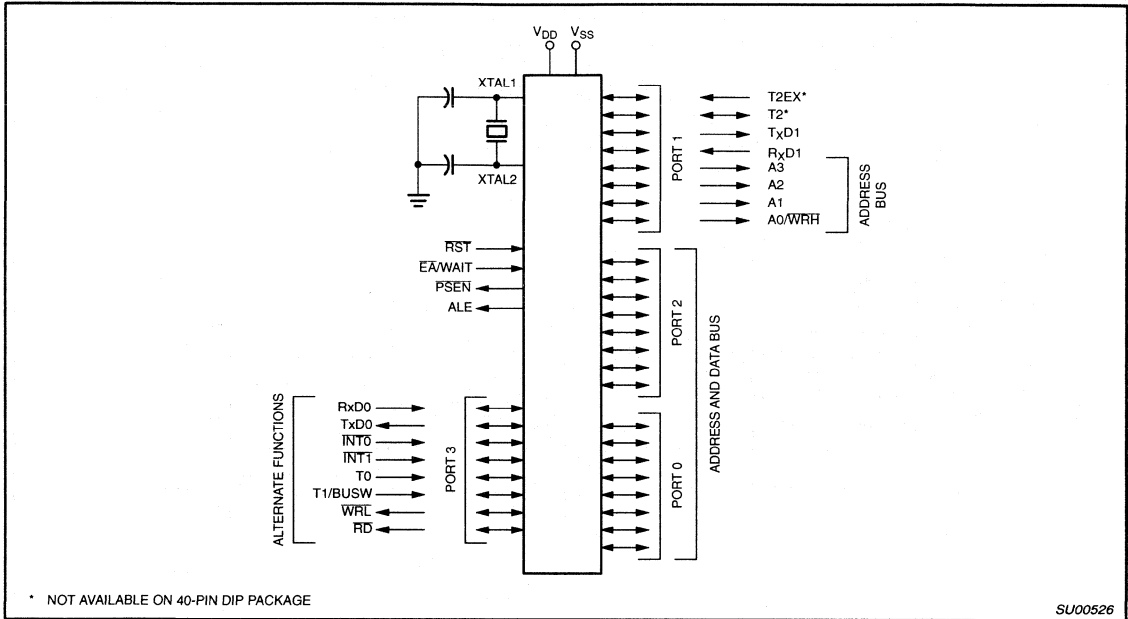 VDD VSS
XTAL1
XTAL2
RST
EA/WAIT
PSEN
ALE
ALTERNATE FUNCTIONS
RxD0
TxD0
INT0
INT1
T0
T1/BUSW
WRL
RD
PORT 3
PORT 1
T2EX*
T2*
TXD1
RXD1
A3
A2
A1
A0/WRH
ADDRESS
BUS
PORT 2
PORT 0
ADDRESS AND DATA BUS
* NOT AVAILABLE ON 40-PIN DIP PACKAGE
SU00526